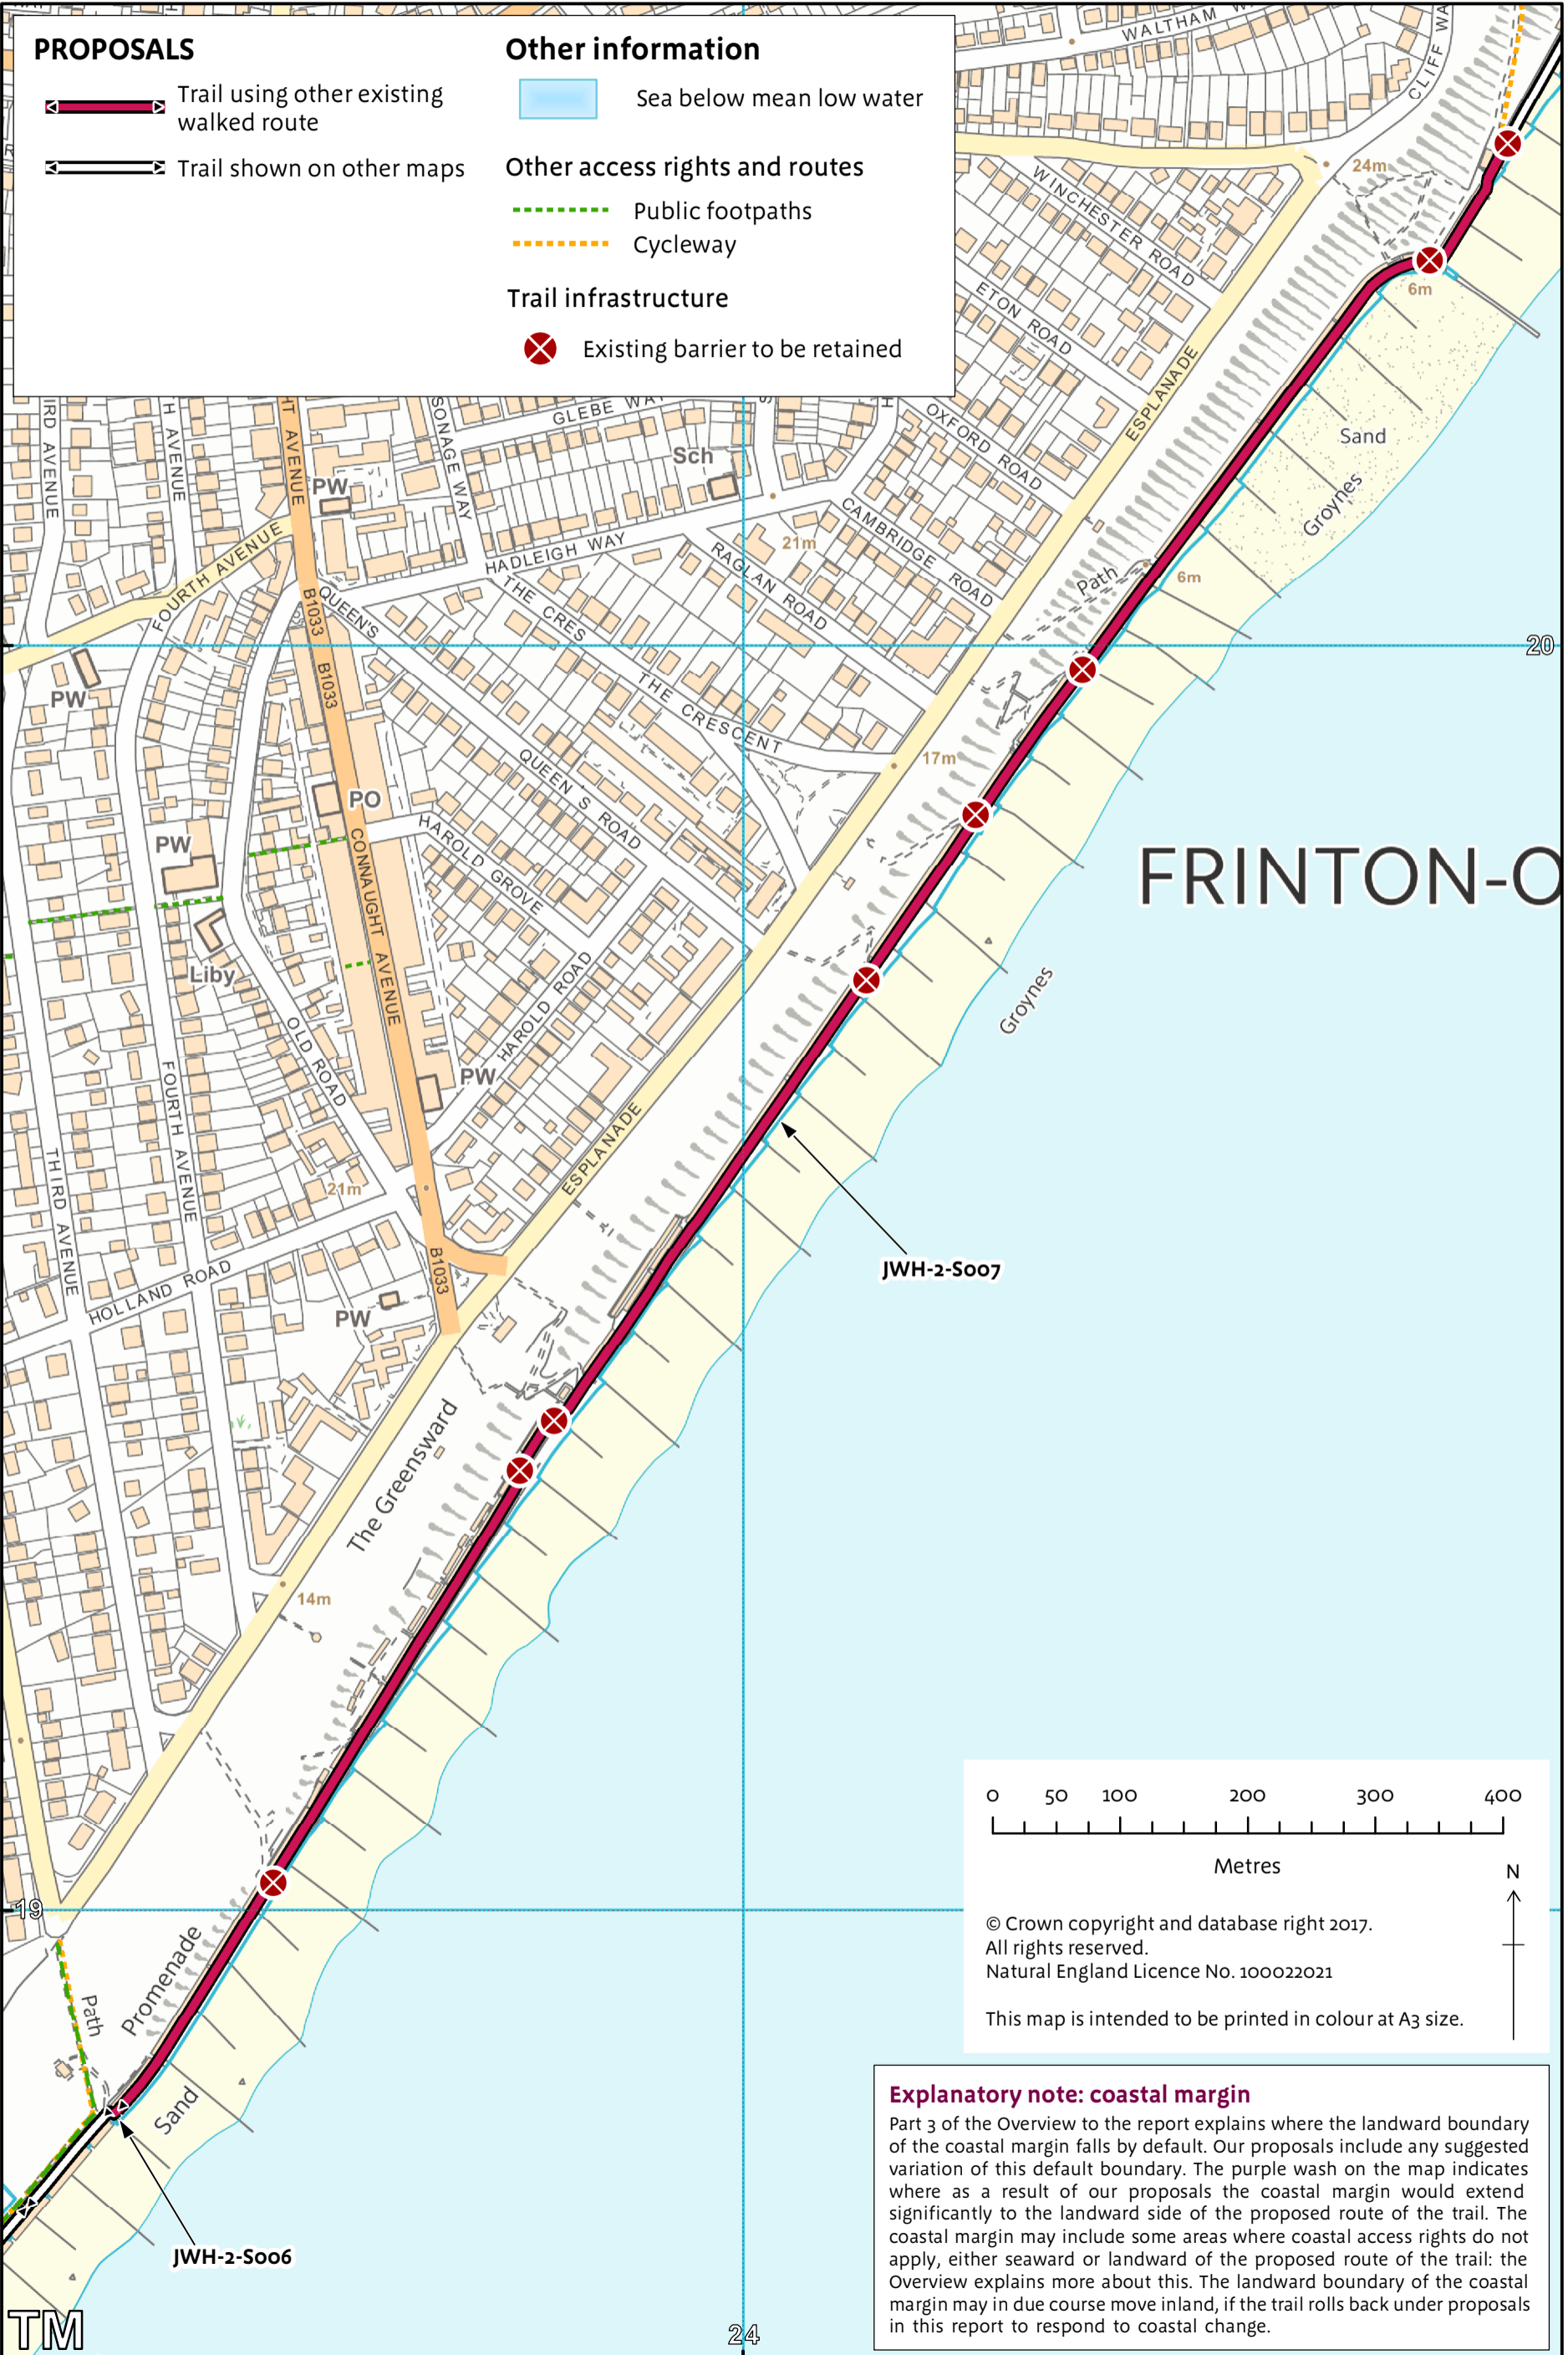 PROPOSALS
Trail using other existing
walked route
Trail shown on other maps
Other information
Sea below mean low water
Other access rights and routes
Public footpaths
Cycleway
Trail infrastructure
Existing barrier to be retained
WALTHAM W
CLIFF WA
24m
WINCHESTER ROAD
ETON ROAD
6m
ESPLANADE
OXFORD ROAD
Sand
Groynes
IRD AVENUE
H AVENUE
HT AVENUE
SONAGE WAY
GLEBE WAY
S
H
Sch
PW
HADLEIGH WAY
21m
CAMBRIDGE ROAD
RAGLAN ROAD
Path
6m
FOURTH AVENUE
B1033
QUEEN'S
THE CRES
20
B1033
PW
THE CRESCENT
17m
QUEEN'S ROAD
PO
PW
HAROLD GROVE
CONNAUGHT AVENUE
FRINTON-O
Liby
HAROLD ROAD
Groynes
OLD ROAD
PW
FOURTH AVENUE
THIRD AVENUE
ESPLANADE
21m
B1033
HOLLAND ROAD
JWH-2-S007
PW
The Greensward
14m
0 50 100 200 300 400
Metres
N
19
© Crown copyright and database right 2017.
All rights reserved.
Natural England Licence No. 100022021
This map is intended to be printed in colour at A3 size.
Promenade
Path
Sand
Explanatory note: coastal margin
Part 3 of the Overview to the report explains where the landward boundary
of the coastal margin falls by default. Our proposals include any suggested
variation of this default boundary. The purple wash on the map indicates
where as a result of our proposals the coastal margin would extend
significantly to the landward side of the proposed route of the trail. The
coastal margin may include some areas where coastal access rights do not
apply, either seaward or landward of the proposed route of the trail: the
Overview explains more about this. The landward boundary of the coastal
margin may in due course move inland, if the trail rolls back under proposals
in this report to respond to coastal change.
JWH-2-S006
TM
24